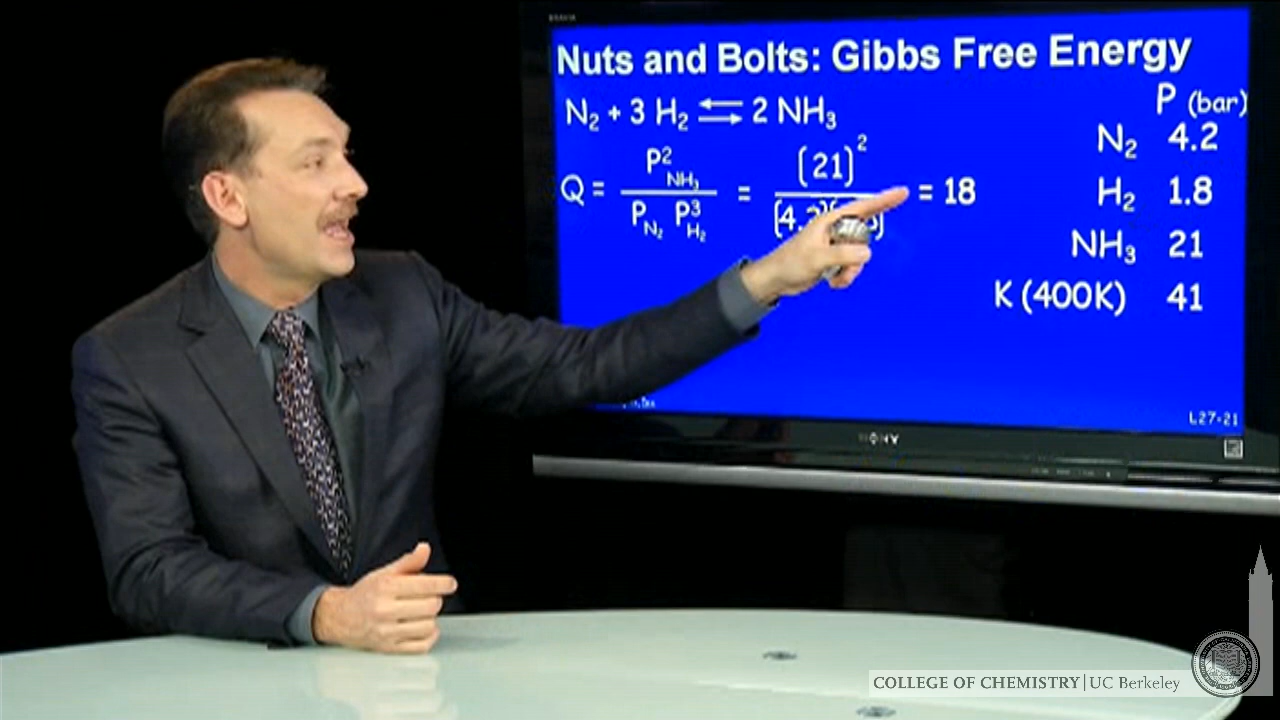 BRAVIA
Nuts and Bolts: Gibbs Free Energy
N₂ + 3 H₂ ⇌ 2 NH₃
P (bar)
N₂ 4.2
H₂ 1.8
NH₃ 21
K (400K) 41
Q = P²NH₃ / PN₂ P³H₂ = (21)² / = 18
L27-21
SONY
COLLEGE OF CHEMISTRY | UC Berkeley